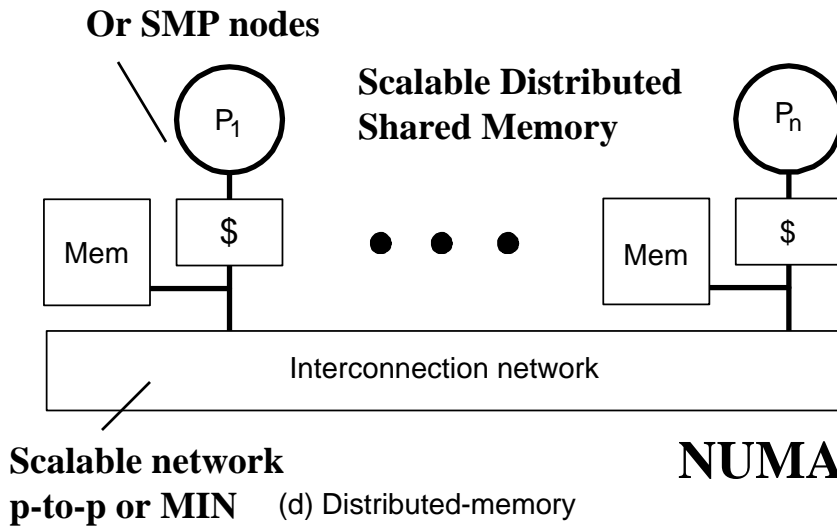 Or SMP nodes
Scalable Distributed
Shared Memory
P1
Pn
Mem
$
Mem
$
Interconnection network
Scalable network
p-to-p or MIN
NUMA
(d) Distributed-memory